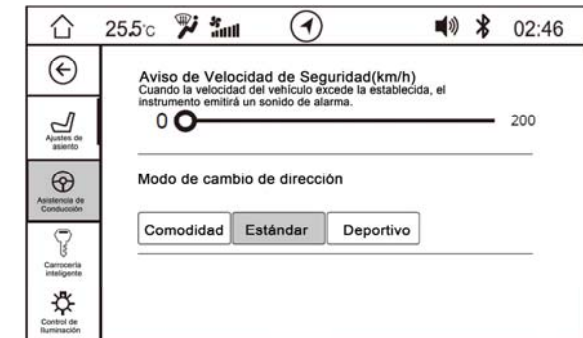 25.5°C
02:46
Aviso de Velocidad de Seguridad(km/h)
Cuando la velocidad del vehículo excede la establecida, el
instrumento emitirá un sonido de alarma.
0
200
Ajustes de
asiento
Modo de cambio de dirección
Asistencia de
Conducción
Comodidad
Estándar
Deportivo
Carrocería
inteligente
Control de
Iluminación